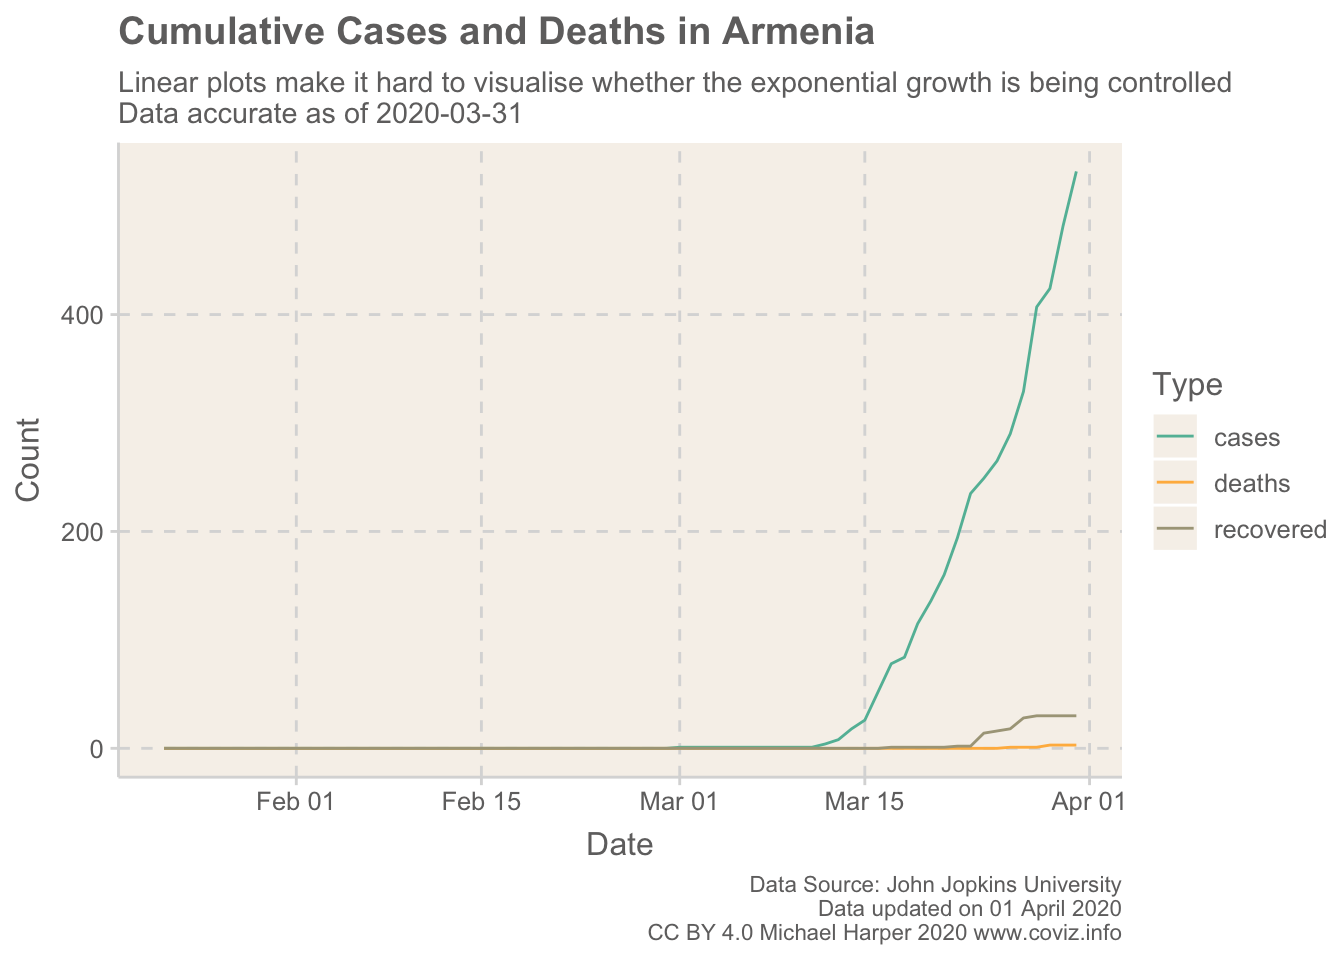 Cumulative Cases and Deaths in Armenia
Linear plots make it hard to visualise whether the exponential growth is being controlled
Data accurate as of 2020-03-31
Count
400
200
0
Feb 01
Feb 15
Mar 01
Mar 15
Apr 01
Date
Type
cases
deaths
recovered
Data Source: John Jopkins University
Data updated on 01 April 2020
CC BY 4.0 Michael Harper 2020 www.coviz.info